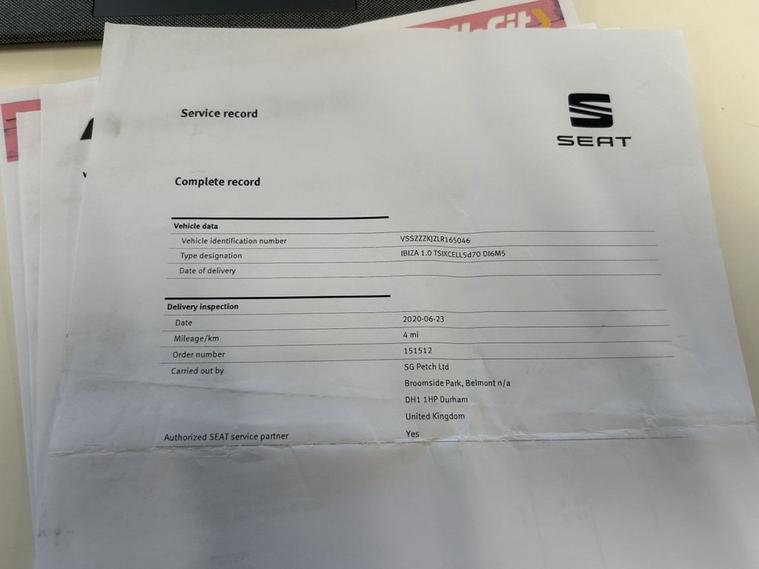 Service record
SEAT
Complete record
Vehicle data
Vehicle identification number VSSZZZKJZLR165046
Type designation IBIZA 1.0 TSIXCELL5d70 DI6M5
Date of delivery
Delivery inspection
Date 2020-06-23
Mileage/km 4 mi
Order number 151512
Carried out by SG Petch Ltd
Broomside Park, Belmont n/a
DH1 1HP Durham
United Kingdom
Authorized SEAT service partner Yes